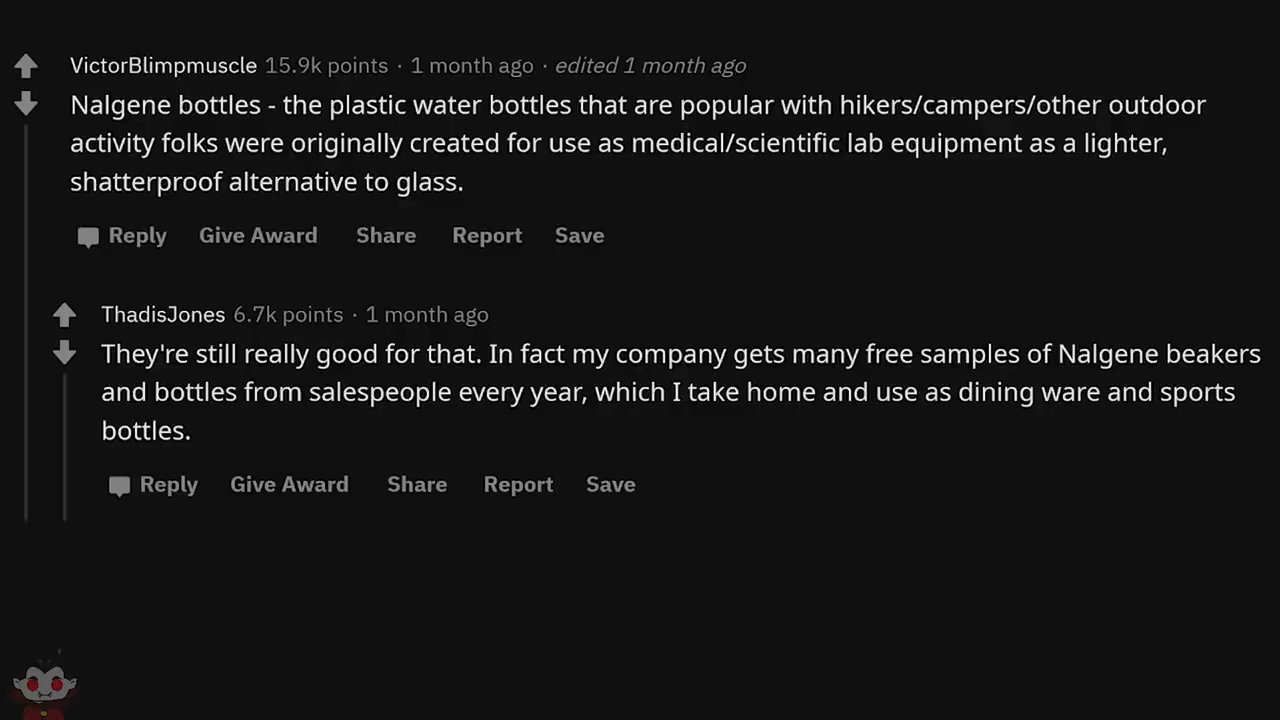 VictorBlimpmuscle 15.9k points · 1 month ago · edited 1 month ago
Nalgene bottles - the plastic water bottles that are popular with hikers/campers/other outdoor
activity folks were originally created for use as medical/scientific lab equipment as a lighter,
shatterproof alternative to glass.
Reply Give Award Share Report Save
ThadisJones 6.7k points · 1 month ago
They're still really good for that. In fact my company gets many free samples of Nalgene beakers
and bottles from salespeople every year, which I take home and use as dining ware and sports
bottles.
Reply Give Award Share Report Save